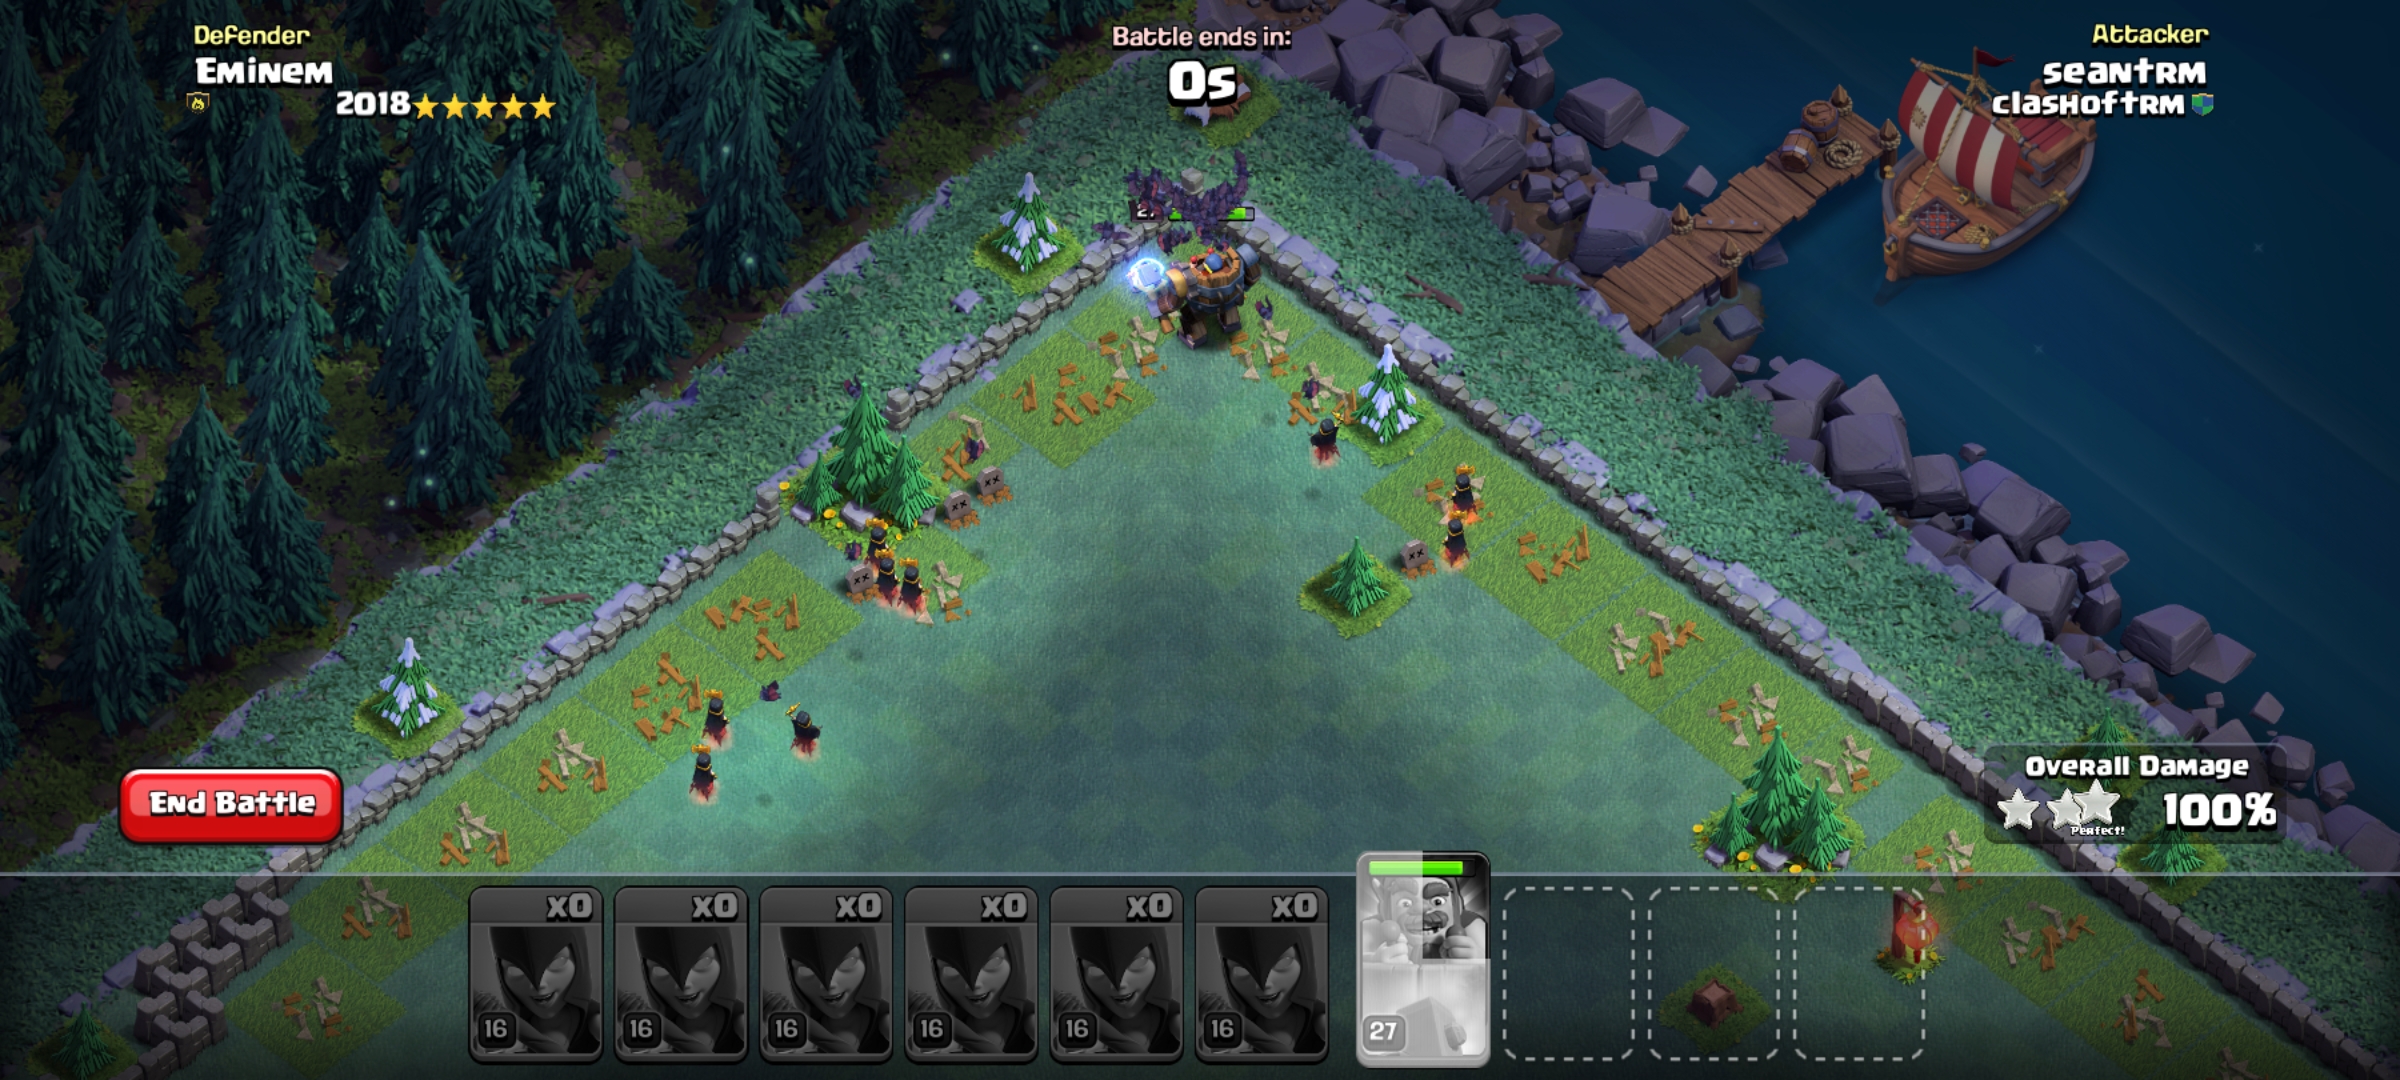 Defender
Eminem
2018
Battle ends in:
0s
Attacker
seantRM
clashoftRM
End Battle
Overall Damage
100%
Perfect!
x0
x0
x0
x0
x0
x0
16
16
16
16
16
16
27